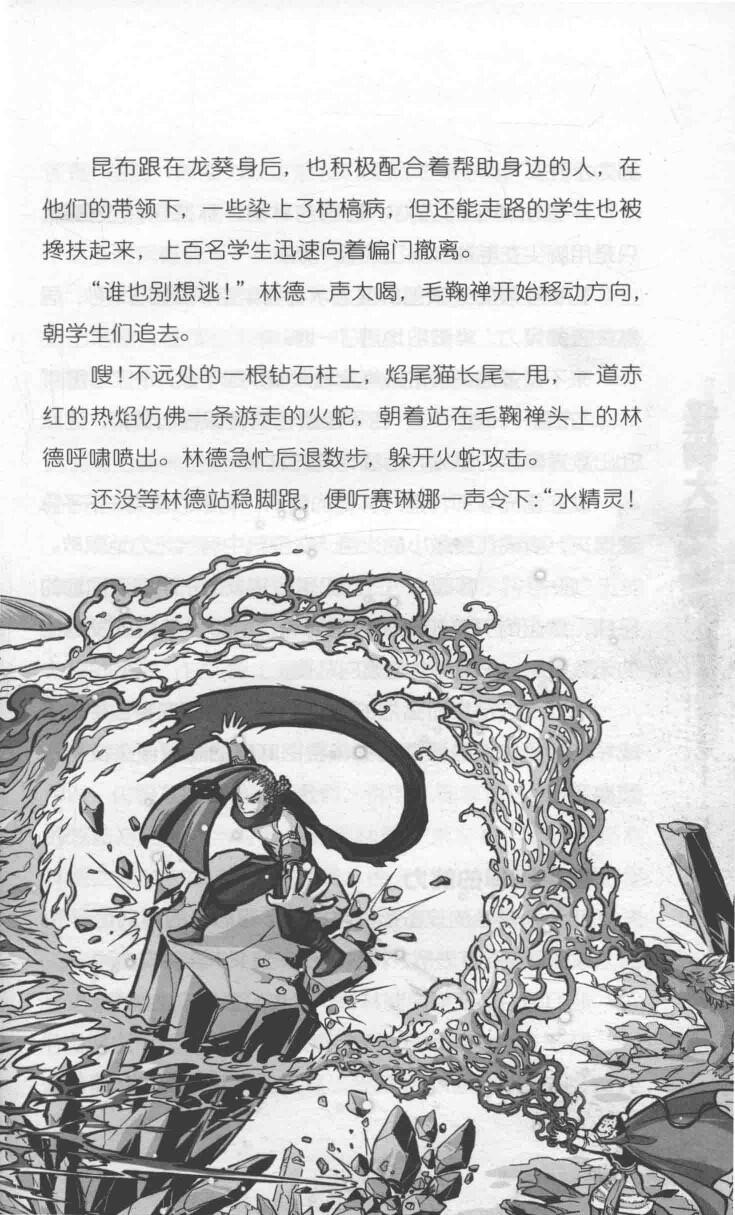 昆布跟在龙葵身后，也积极配合着帮助身边的人，在
他们的带领下，一些染上了枯槁病，但还能走路的学生也被
搀扶起来，上百名学生迅速向着偏门撤离。
“谁也别想逃！”林德一声大喝，毛鞠禅开始移动方向，
朝学生们追去。
嗖！不远处的一根钻石柱上，焰尾猫长尾一甩，一道赤
红的热焰仿佛一条游走的火蛇，朝着站在毛鞠禅头上的林
德呼啸喷出。林德急忙后退数步，躲开火蛇攻击。
还没等林德站稳脚跟，便听赛琳娜一声令下：“水精灵！